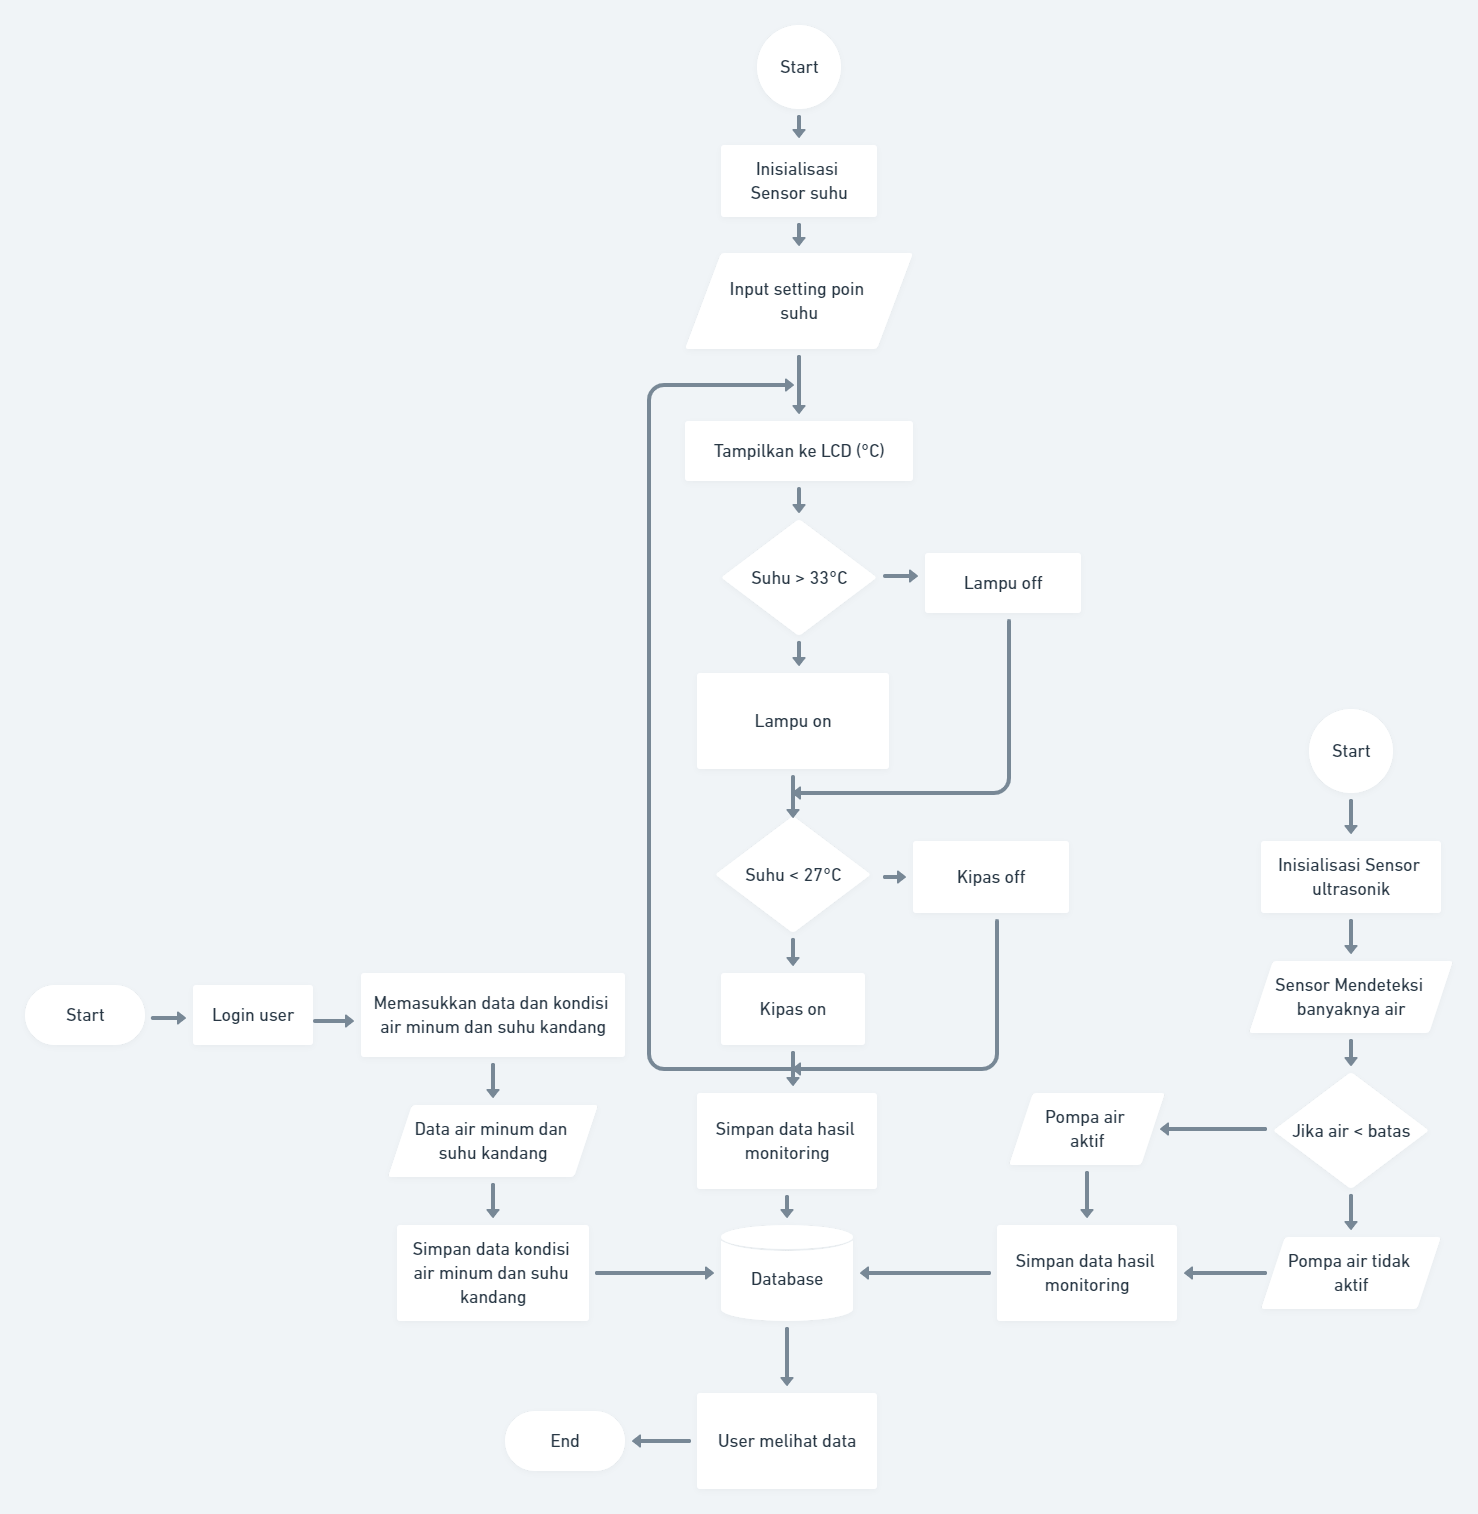 Start
Inisialisasi
Sensor suhu
Input setting poin
suhu
Tampilkan ke LCD (°C)
Suhu > 33°C
Lampu off
Lampu on
Suhu < 27°C
Kipas off
Kipas on
Simpan data hasil
monitoring
Start
Inisialisasi Sensor
ultrasonik
Sensor Mendeteksi
banyaknya air
Jika air < batas
Pompa air
aktif
Pompa air tidak
aktif
Simpan data hasil
monitoring
Start
Login user
Memasukkan data dan kondisi
air minum dan suhu kandang
Data air minum dan
suhu kandang
Simpan data kondisi
air minum dan suhu
kandang
Database
User melihat data
End